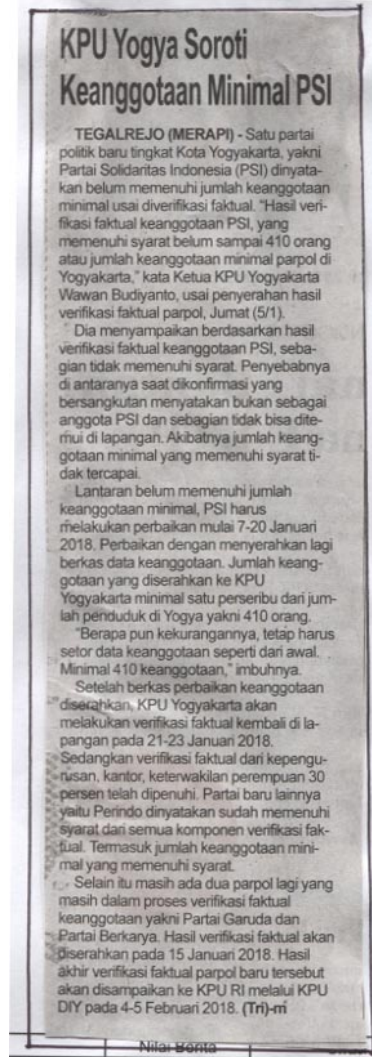 KPU Yogya Soroti
Keanggotaan Minimal PSI
TEGALREJO (MERAPI) - Satu partai
politik baru tingkat Kota Yogyakarta, yakni
Partai Solidaritas Indonesia (PSI) dinyata-
kan belum memenuhi jumlah keanggotaan
minimal usai diverifikasi faktual. "Hasil veri-
fikasi faktual keanggotaan PSI, yang
memenuhi syarat belum sampai 410 orang
atau jumlah keanggotaan minimal parpol di
Yogyakarta," kata Ketua KPU Yogyakarta
Wawan Budiyanto, usai penyerahan hasil
verifikasi faktual parpol, Jumat (5/1).
Dia menyampaikan berdasarkan hasil
verifikasi faktual keanggotaan PSI, seba-
gian tidak memenuhi syarat. Penyebabnya
di antaranya saat dikonfirmasi yang
bersangkutan menyatakan bukan sebagai
anggota PSI dan sebagian tidak bisa dite-
mui di lapangan. Akibatnya jumlah keang-
gotaan minimal yang memenuhi syarat ti-
dak tercapai.
Lantaran belum memenuhi jumlah
keanggotaan minimal, PSI harus
melakukan perbaikan mulai 7-20 Januari
2018. Perbaikan dengan menyerahkan lagi
berkas data keanggotaan. Jumlah keang-
gotaan yang diserahkan ke KPU
Yogyakarta minimal satu perseribu dari jum-
lah penduduk di Yogya yakni 410 orang.
"Berapa pun kekurangannya, tetap harus
setor data keanggotaan seperti dari awal.
Minimal 410 keanggotaan," imbuhnya.
Setelah berkas perbaikan keanggotaan
diserahkan, KPU Yogyakarta akan
melakukan verifikasi faktual kembali di la-
pangan pada 21-23 Januari 2018.
Sedangkan verifikasi faktual dari kepengu-
rusan, kantor, keterwakilan perempuan 30
persen telah dipenuhi. Partai baru lainnya
yaitu Perindo dinyatakan sudah memenuhi
syarat dari semua komponen verifikasi fak-
tual. Termasuk jumlah keanggotaan mini-
mal yang memenuhi syarat.
Selain itu masih ada dua parpol lagi yang
masih dalam proses verifikasi faktual
keanggotaan yakni Partai Garuda dan
Partai Berkarya. Hasil verifikasi faktual akan
diserahkan pada 15 Januari 2018. Hasil
akhir verifikasi faktual parpol baru tersebut
akan disampaikan ke KPU RI melalui KPU
DIY pada 4-5 Februari 2018. (Tri)-m
Nilai Berita